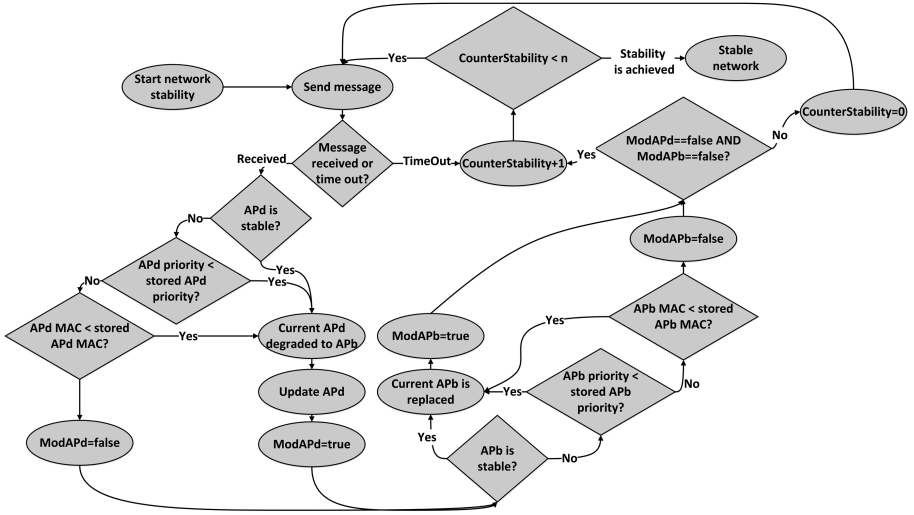 Start network
stability
Send message
Yes
CounterStability < n
Stability
is achieved
Stable
network
CounterStability=0
Message
received or
time out?
Received
TimeOut
CounterStability+1
Yes
ModAPd==false AND
ModAPb==false?
No
APd is
stable?
No
Yes
ModAPb=false
APd priority <
stored APd
priority?
Yes
No
APd MAC < stored
APd MAC?
Yes
Current APd
degraded to APb
ModAPb=true
Yes
APb MAC < stored
APb MAC?
Update APd
Current APb is
replaced
Yes
APb priority <
stored APb
priority?
No
ModAPd=false
ModAPd=true
Yes
APb is
stable?
No